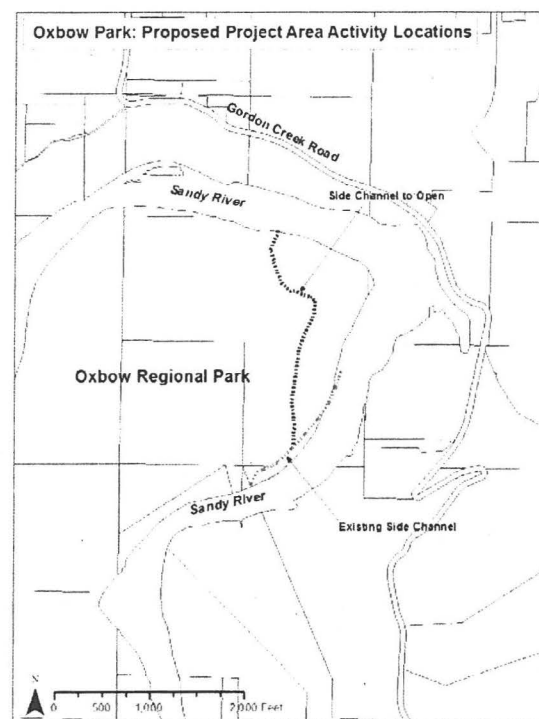 Oxbow Park: Proposed Project Area Activity Locations
Gordon Creek Road
Sandy River
Side Channel to Open
Oxbow Regional Park
Sandy River
Existing Side Channel
N
0 500 1,000 2,000 Feet